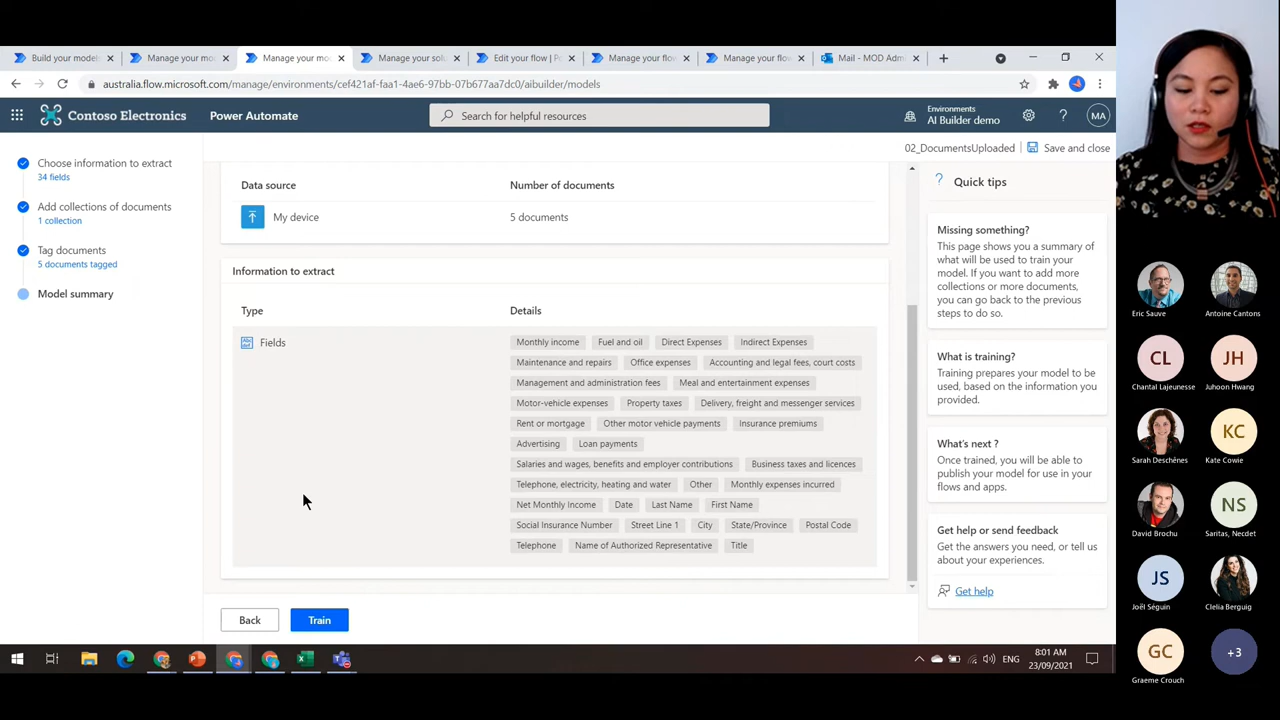 Build your models
Manage your mo
Manage your mo
Manage your solu
Edit your flow | P
Manage your flow
Manage your flow
Mail - MOD Adm
australia.flow.microsoft.com/manage/environments/cef421af-faa1-4ae6-97bb-07b677aa7dc0/aibuilder/models
Contoso Electronics
Power Automate
Search for helpful resources
Environments
AI Builder demo
MA
Choose information to extract
34 fields
Add collections of documents
1 collection
Tag documents
5 documents tagged
Model summary
02_DocumentsUploaded
Save and close
Data source
Number of documents
My device
5 documents
Information to extract
Type
Details
Fields
Monthly income Fuel and oil Direct Expenses Indirect Expenses
Maintenance and repairs Office expenses Accounting and legal fees, court costs
Management and administration fees Meal and entertainment expenses
Motor-vehicle expenses Property taxes Delivery, freight and messenger services
Rent or mortgage Other motor vehicle payments Insurance premiums
Advertising Loan payments
Salaries and wages, benefits and employer contributions Business taxes and licences
Telephone, electricity, heating and water Other Monthly expenses incurred
Net Monthly Income Date Last Name First Name
Social Insurance Number Street Line 1 City State/Province Postal Code
Telephone Name of Authorized Representative Title
Back
Train
? Quick tips
Missing something?
This page shows you a summary of
what will be used to train your
model. If you want to add more
collections or more documents,
you can go back to the previous
steps to do so.
What is training?
Training prepares your model to be
used, based on the information you
provided.
What's next ?
Once trained, you will be able to
publish your model for use in your
flows and apps.
Get help or send feedback
Get the answers you need, or tell us
about your experiences.
Get help
ENG
8:01 AM
23/09/2021
Eric Sauve
Antoine Cantons
CL
Chantal Lajeunesse
JH
Juhoon Hwang
Sarah Deschênes
KC
Kate Cowie
David Brochu
NS
Saritas, Necdet
JS
Joël Séguin
Clelia Berguig
GC
Graeme Crouch
+3